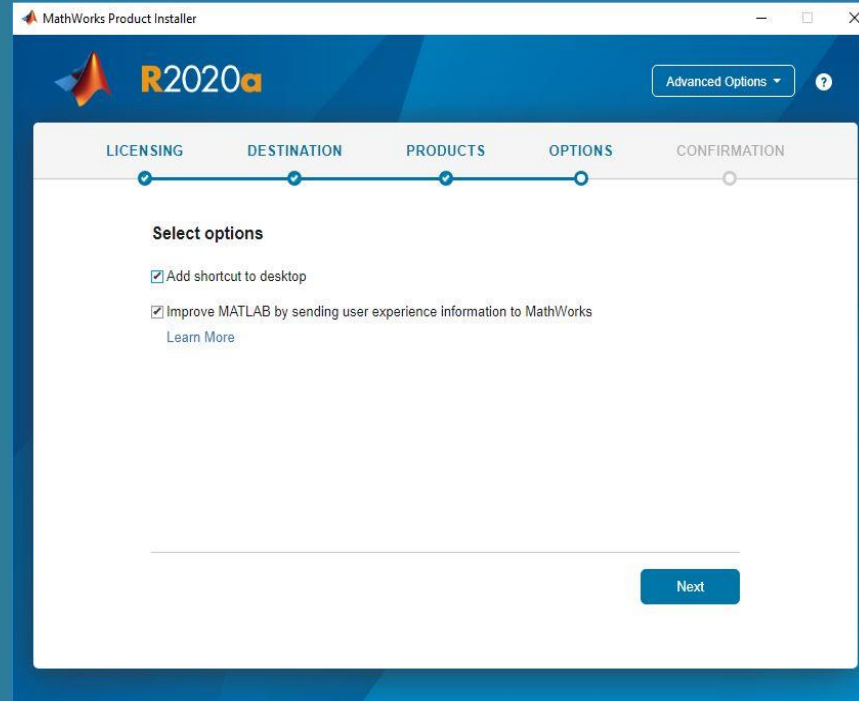 MathWorks Product Installer
R2020a
Advanced Options
?
LICENSING DESTINATION PRODUCTS OPTIONS CONFIRMATION
Select options
Add shortcut to desktop
Improve MATLAB by sending user experience information to MathWorks
Learn More
Next